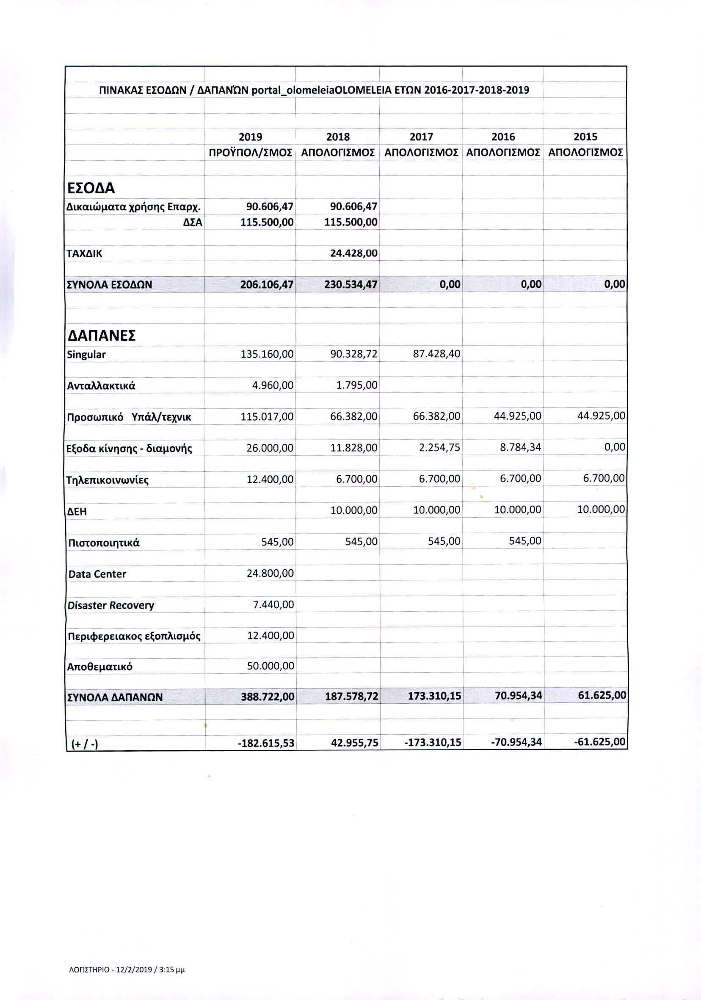 ΠΙΝΑΚΑΣ ΕΣΟΔΩΝ / ΔΑΠΑΝΏΝ portal_olomeleiaOLOMELEIA ΕΤΩΝ 2016-2017-2018-2019
2019 2018 2017 2016 2015
ΠΡΟΫΠΟΛ/ΣΜΟΣ ΑΠΟΛΟΓΙΣΜΟΣ ΑΠΟΛΟΓΙΣΜΟΣ ΑΠΟΛΟΓΙΣΜΟΣ ΑΠΟΛΟΓΙΣΜΟΣ
ΕΣΟΔΑ
Δικαιώματα χρήσης Επαρχ. 90.606,47 90.606,47
ΔΣΑ 115.500,00 115.500,00
ΤΑΧΔΙΚ 24.428,00
ΣΥΝΟΛΑ ΕΣΟΔΩΝ 206.106,47 230.534,47 0,00 0,00 0,00
ΔΑΠΑΝΕΣ
Singular 135.160,00 90.328,72 87.428,40
Ανταλλακτικά 4.960,00 1.795,00
Προσωπικό Υπάλ/τεχνικ 115.017,00 66.382,00 66.382,00 44.925,00 44.925,00
Εξοδα κίνησης - διαμονής 26.000,00 11.828,00 2.254,75 8.784,34 0,00
Τηλεπικοινωνίες 12.400,00 6.700,00 6.700,00 6.700,00 6.700,00
ΔΕΗ 10.000,00 10.000,00 10.000,00 10.000,00
Πιστοποιητικά 545,00 545,00 545,00 545,00
Data Center 24.800,00
Disaster Recovery 7.440,00
Περιφερειακος εξοπλισμός 12.400,00
Αποθεματικό 50.000,00
ΣΥΝΟΛΑ ΔΑΠΑΝΩΝ 388.722,00 187.578,72 173.310,15 70.954,34 61.625,00
(+ / -) -182.615,53 42.955,75 -173.310,15 -70.954,34 -61.625,00
ΛΟΓΙΣΤΗΡΙΟ - 12/2/2019 / 3:15 μμ